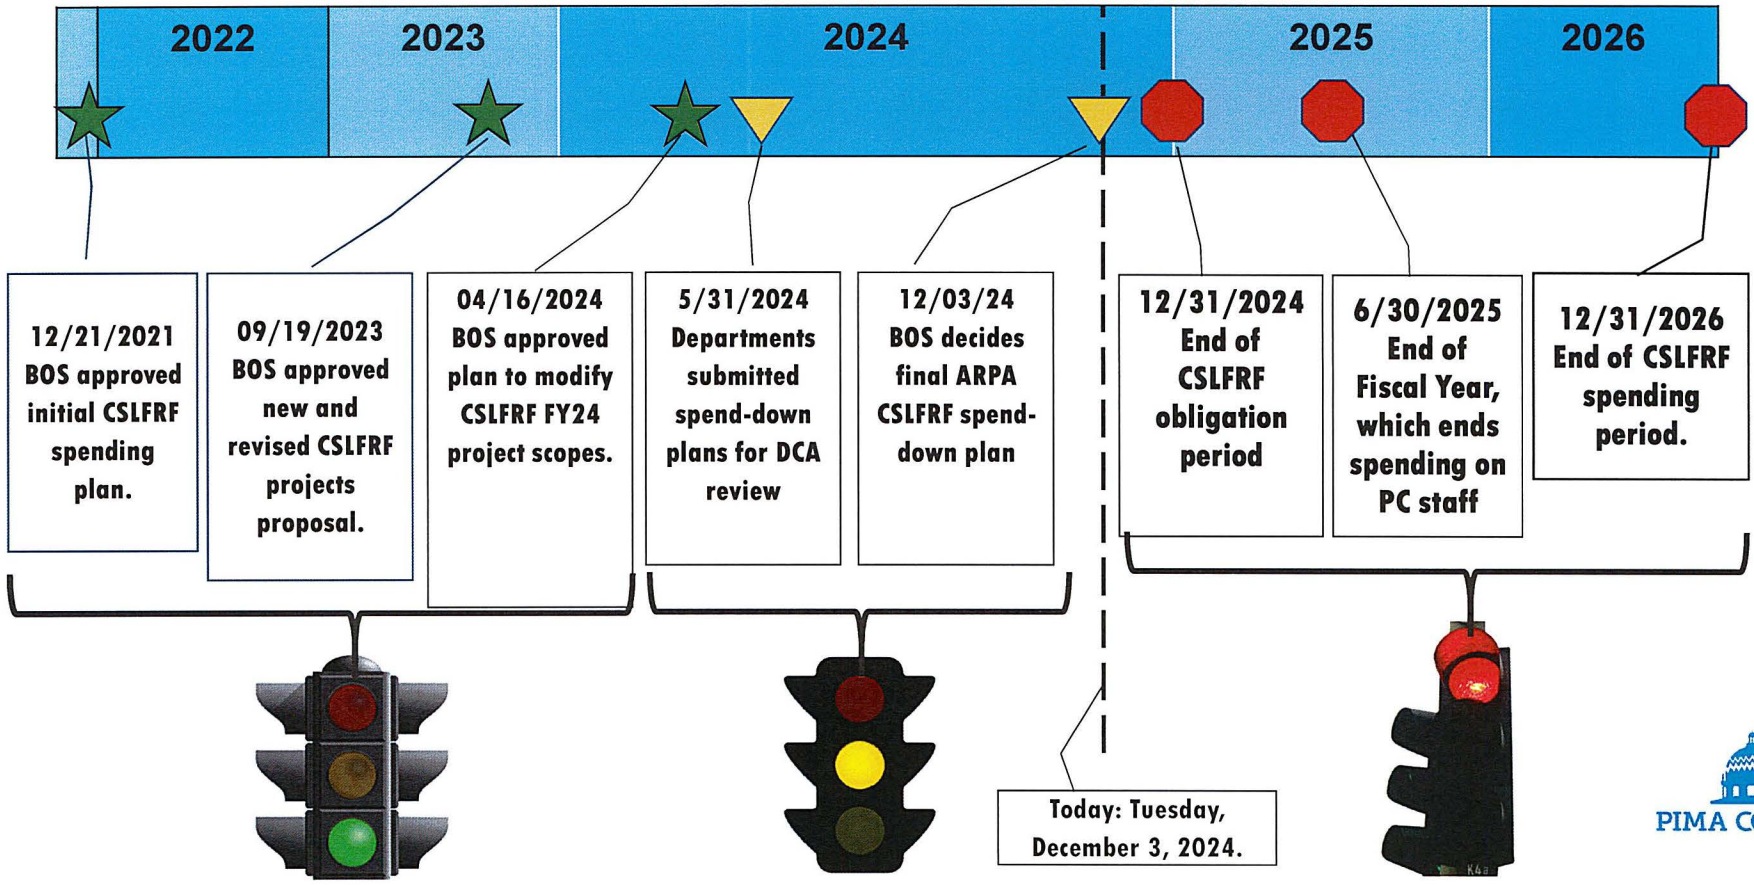 2022
2023
2024
2025
2026
12/21/2021
BOS approved
initial CSLFRF
spending
plan.
09/19/2023
BOS approved
new and
revised CSLFRF
projects
proposal.
04/16/2024
BOS approved
plan to modify
CSLFRF FY24
project scopes.
5/31/2024
Departments
submitted
spend-down
plans for DCA
review
12/03/24
BOS decides
final ARPA
CSLFRF spend-
down plan
12/31/2024
End of
CSLFRF
obligation
period
6/30/2025
End of
Fiscal Year,
which ends
spending on
PC staff
12/31/2026
End of CSLFRF
spending
period.
Today: Tuesday,
December 3, 2024.
PIMA